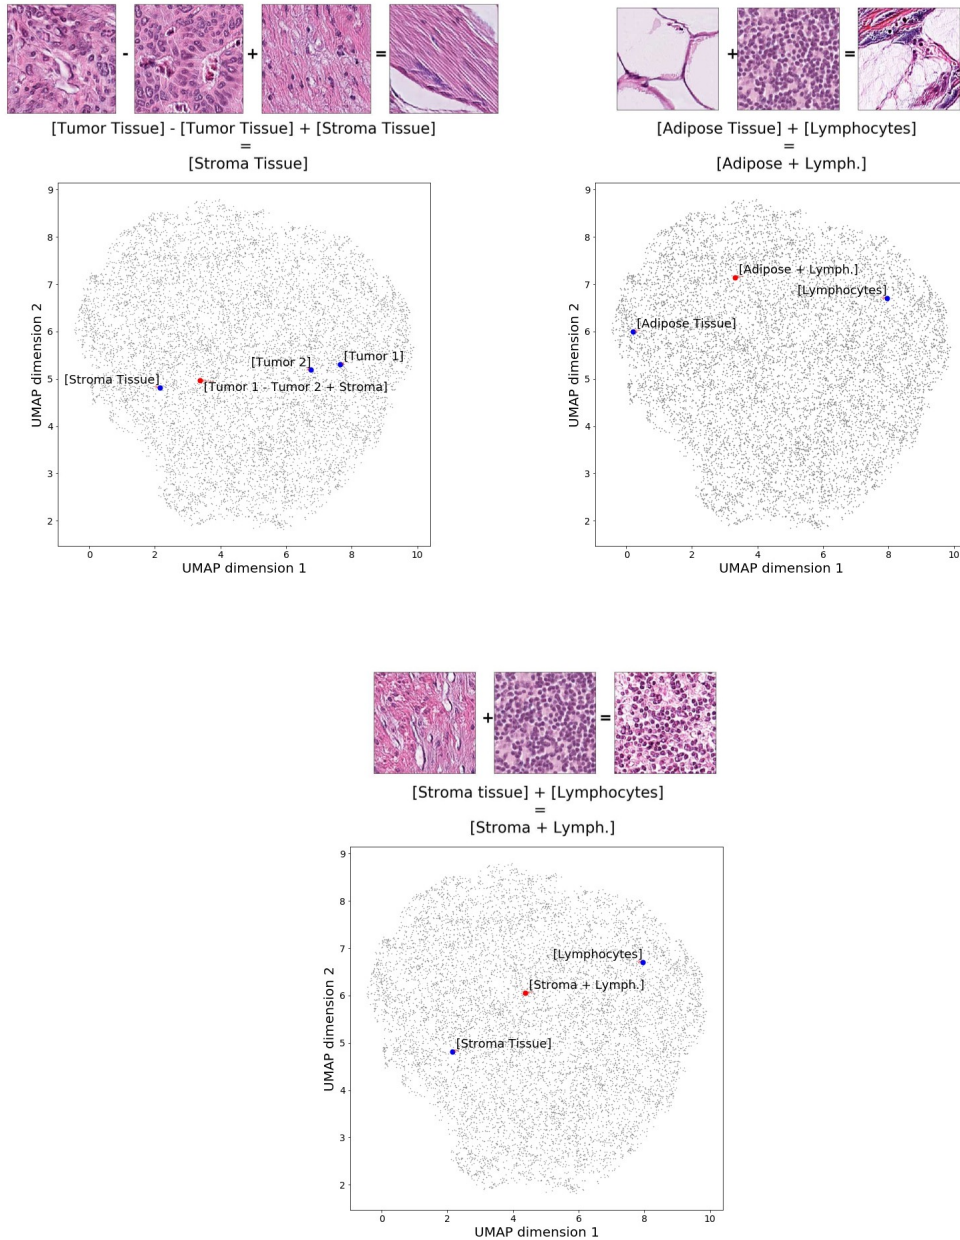 - + =
[Tumor Tissue] - [Tumor Tissue] + [Stroma Tissue]
=
[Stroma Tissue]
9
8
7
6
5
4
3
2
UMAP dimension 2
[Tumor 2]
[Tumor 1]
[Stroma Tissue]
[Tumor 1 - Tumor 2 + Stroma]
0 2 4 6 8 10
UMAP dimension 1
+ =
[Adipose Tissue] + [Lymphocytes]
=
[Adipose + Lymph.]
9
8
7
6
5
4
3
2
UMAP dimension 2
[Adipose + Lymph.]
[Lymphocytes]
[Adipose Tissue]
0 2 4 6 8 10
UMAP dimension 1
+ =
[Stroma tissue] + [Lymphocytes]
=
[Stroma + Lymph.]
9
8
7
6
5
4
3
2
UMAP dimension 2
[Lymphocytes]
[Stroma + Lymph.]
[Stroma Tissue]
0 2 4 6 8 10
UMAP dimension 1